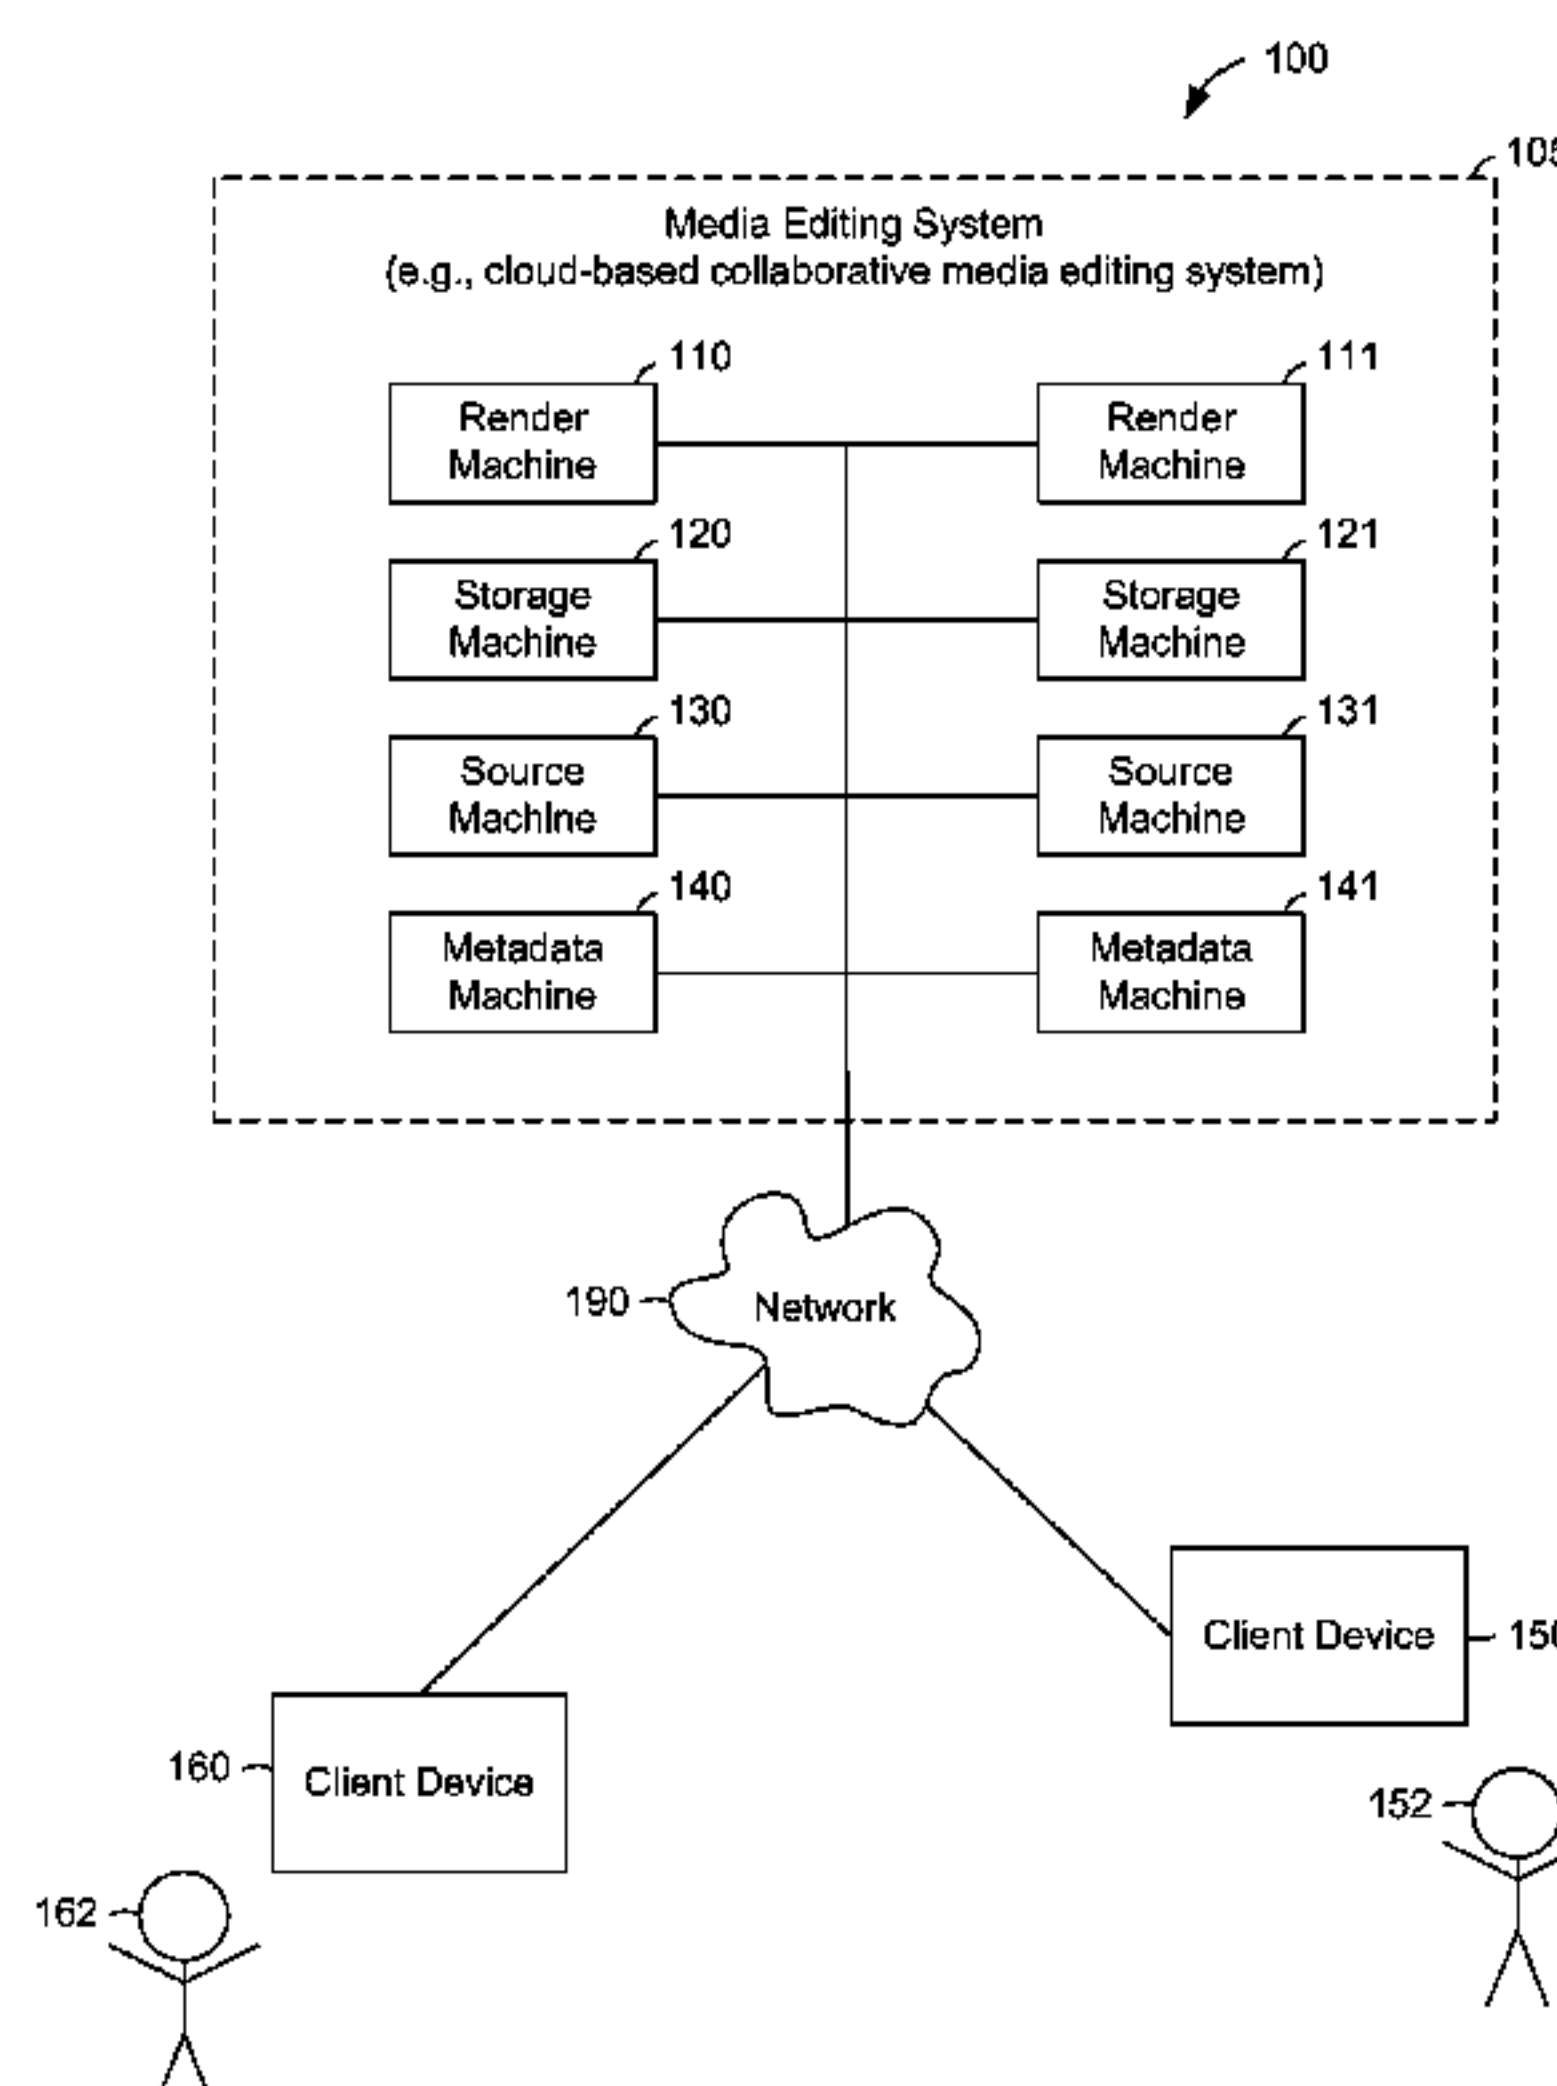 100
105
Media Editing System
(e.g., cloud-based collaborative media editing system)
110
111
Render
Machine
Render
Machine
120
121
Storage
Machine
Storage
Machine
130
131
Source
Machine
Source
Machine
140
141
Metadata
Machine
Metadata
Machine
190
Network
Client Device
150
160
Client Device
152
162